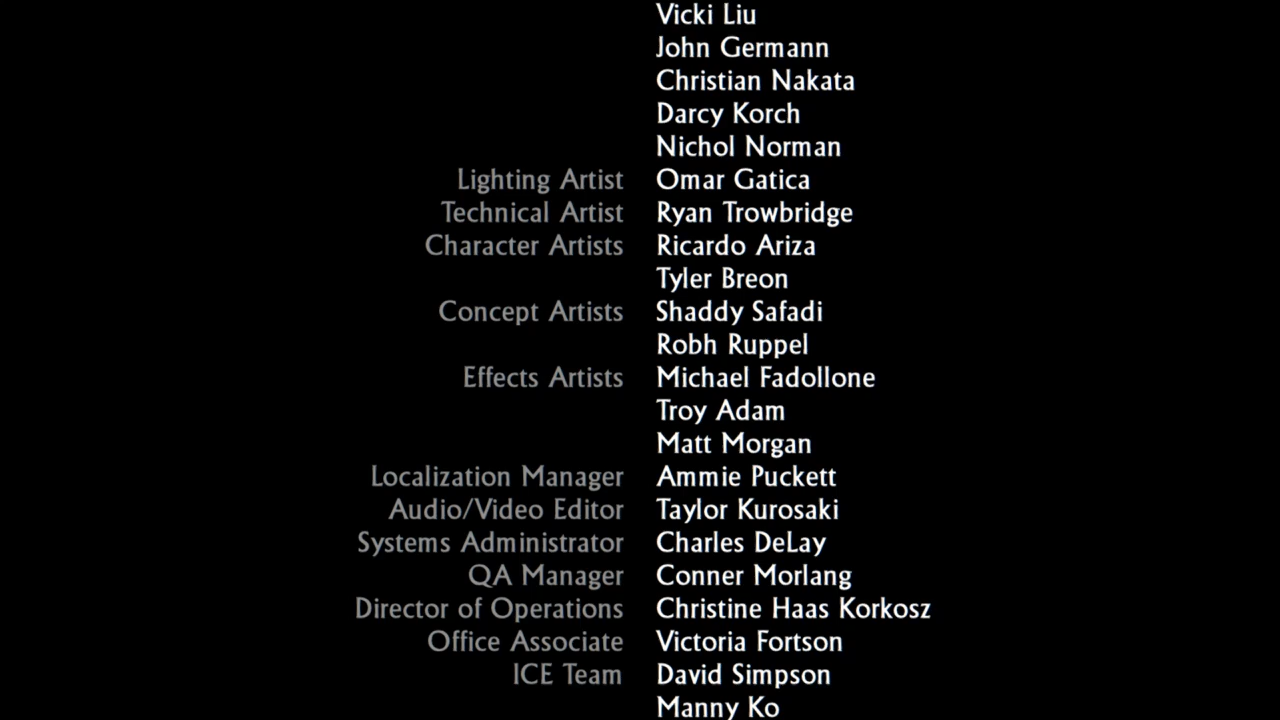 Vicki Liu
John Germann
Christian Nakata
Darcy Korch
Nichol Norman
Lighting Artist Omar Gatica
Technical Artist Ryan Trowbridge
Character Artists Ricardo Ariza
Tyler Breon
Concept Artists Shaddy Safadi
Robh Ruppel
Effects Artists Michael Fadollone
Troy Adam
Matt Morgan
Localization Manager Ammie Puckett
Audio/Video Editor Taylor Kurosaki
Systems Administrator Charles DeLay
QA Manager Conner Morlang
Director of Operations Christine Haas Korkosz
Office Associate Victoria Fortson
ICE Team David Simpson
Manny Ko